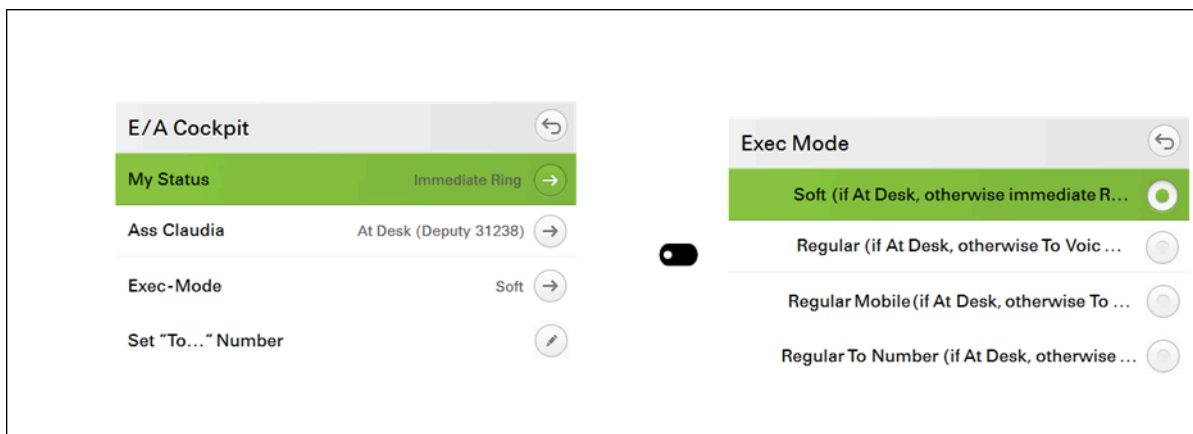 E/A Cockpit
My Status Immediate Ring
Ass Claudia At Desk (Deputy 31238)
Exec-Mode Soft
Set “To…” Number
Exec Mode
Soft (if At Desk, otherwise immediate R…
Regular (if At Desk, otherwise To Voic …
Regular Mobile (if At Desk, otherwise To …
Regular To Number (if At Desk, otherwise …